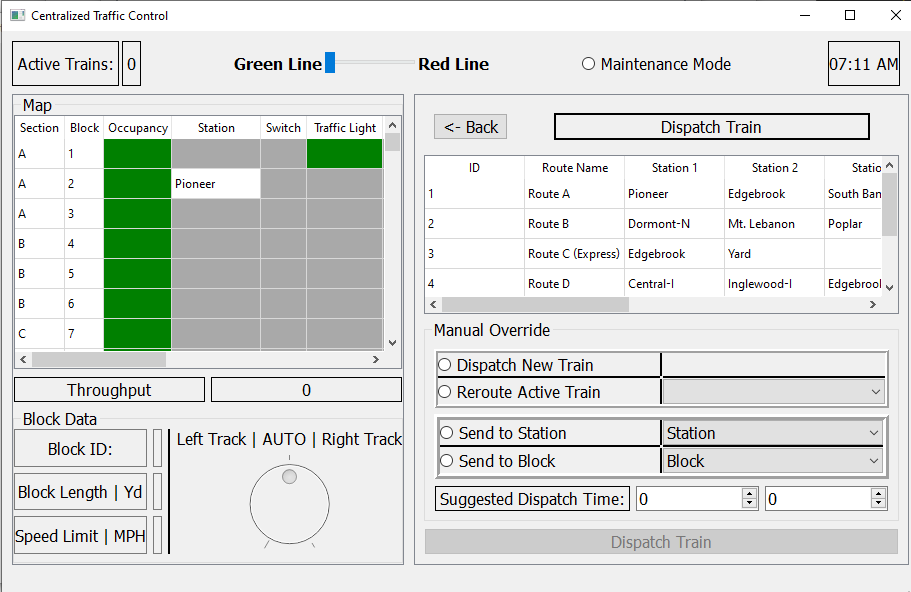 Centralized Traffic Control
Active Trains: 0 Green Line Red Line Maintenance Mode 07:11 AM
Map
Section Block Occupancy Station Switch Traffic Light
A 1
A 2 Pioneer
A 3
B 4
B 5
B 6
C 7
Throughput 0
Block Data
Block ID:
Block Length | Yd
Speed Limit | MPH
Left Track | AUTO | Right Track
<- Back Dispatch Train
ID Route Name Station 1 Station 2 Statio
1 Route A Pioneer Edgebrook South Ban
2 Route B Dormont-N Mt. Lebanon Poplar
3 Route C (Express) Edgebrook Yard
4 Route D Central-I Inglewood-I Edgebrool
Manual Override
Dispatch New Train
Reroute Active Train
Send to Station Station
Send to Block Block
Suggested Dispatch Time: 0 0
Dispatch Train